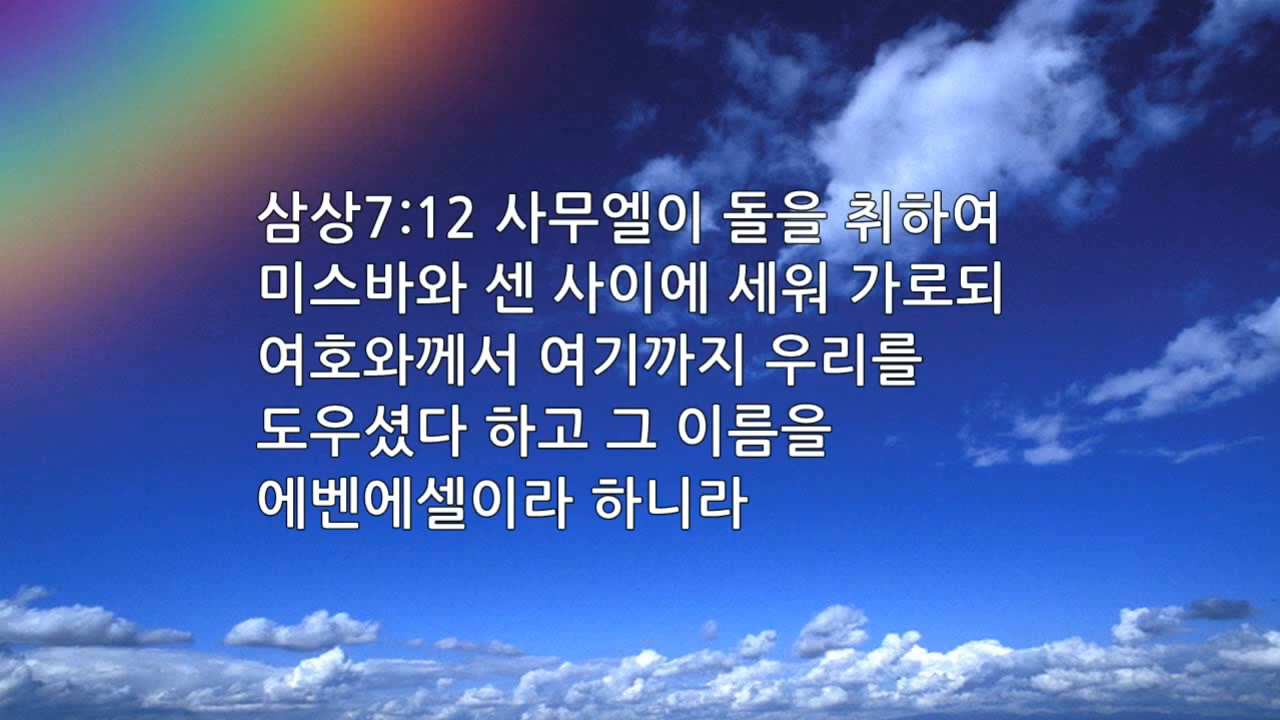 삼상7:12 사무엘이 돌을 취하여
미스바와 센 사이에 세워 가로되
여호와께서 여기까지 우리를
도우셨다 하고 그 이름을
에벤에셀이라 하니라